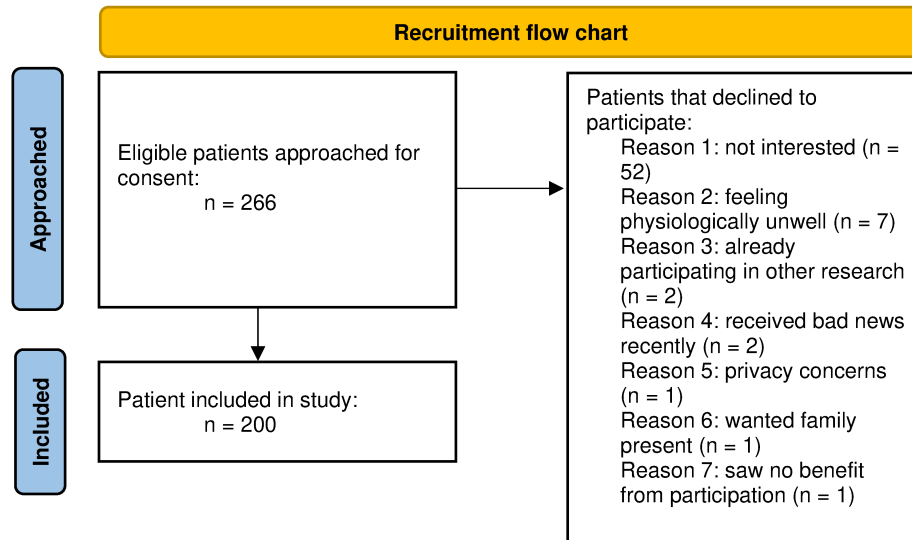 Recruitment flow chart
Approached
Eligible patients approached for
consent:
n = 266
Patients that declined to
participate:
Reason 1: not interested (n =
52)
Reason 2: feeling
physiologically unwell (n = 7)
Reason 3: already
participating in other research
(n = 2)
Reason 4: received bad news
recently (n = 2)
Reason 5: privacy concerns
(n = 1)
Reason 6: wanted family
present (n = 1)
Reason 7: saw no benefit
from participation (n = 1)
Included
Patient included in study:
n = 200